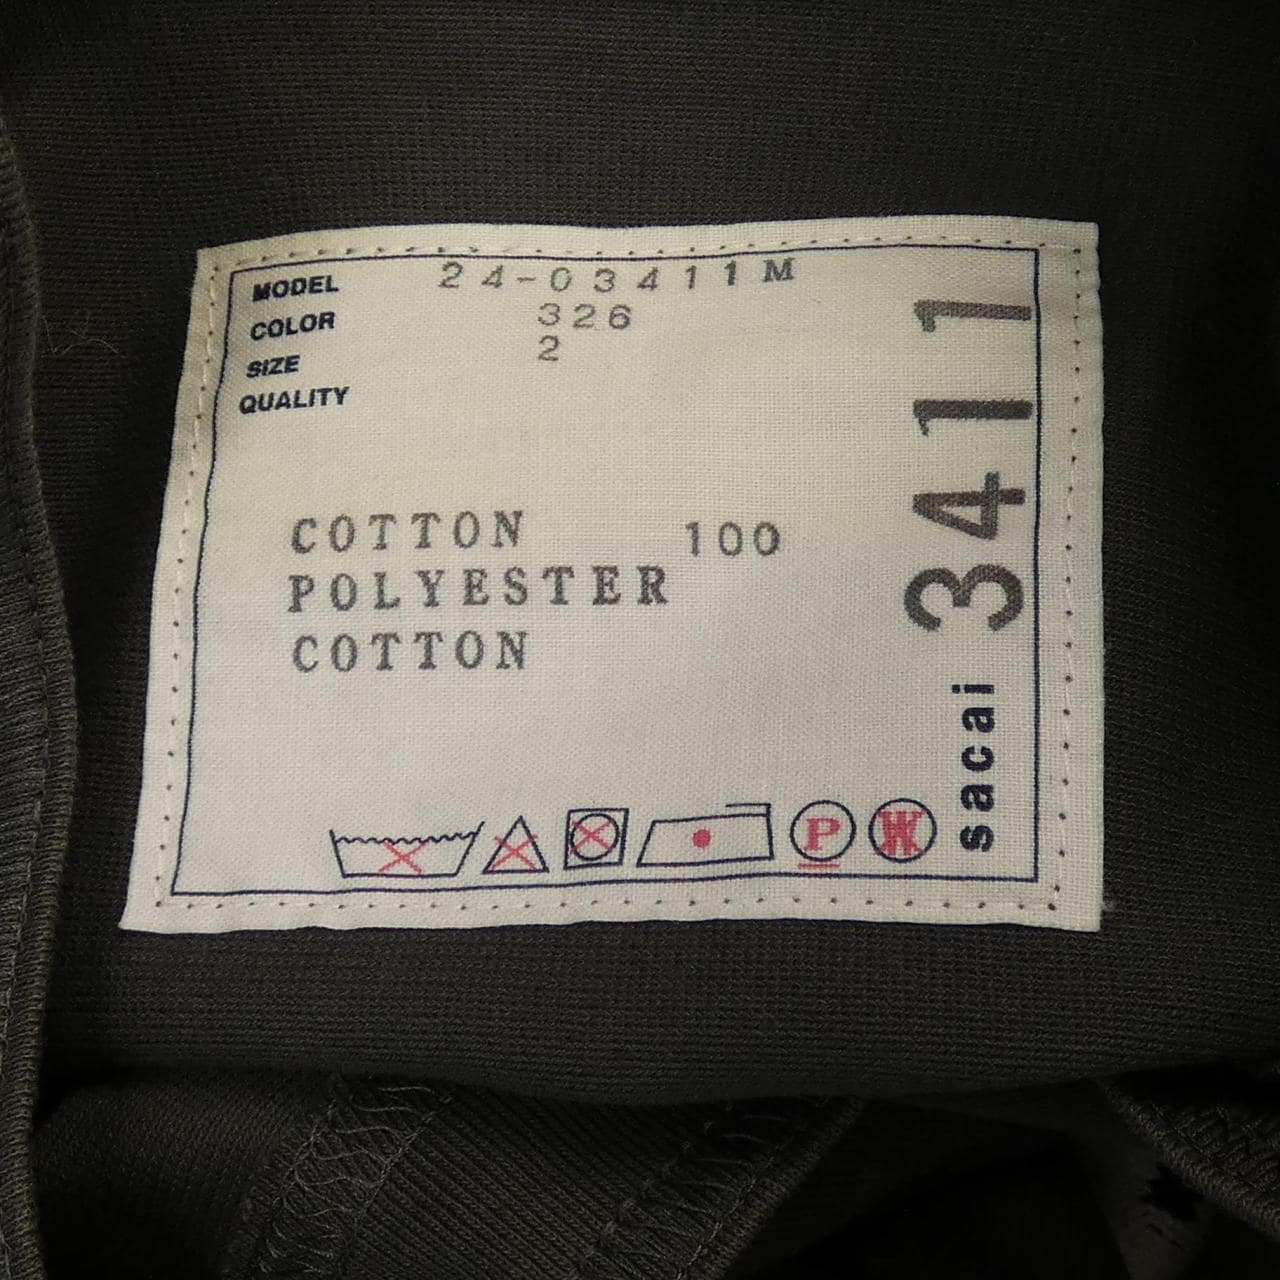 MODEL 24-03411M
COLOR 326
SIZE 2
QUALITY
COTTON 100
POLYESTER
COTTON
P W
sacai 3411